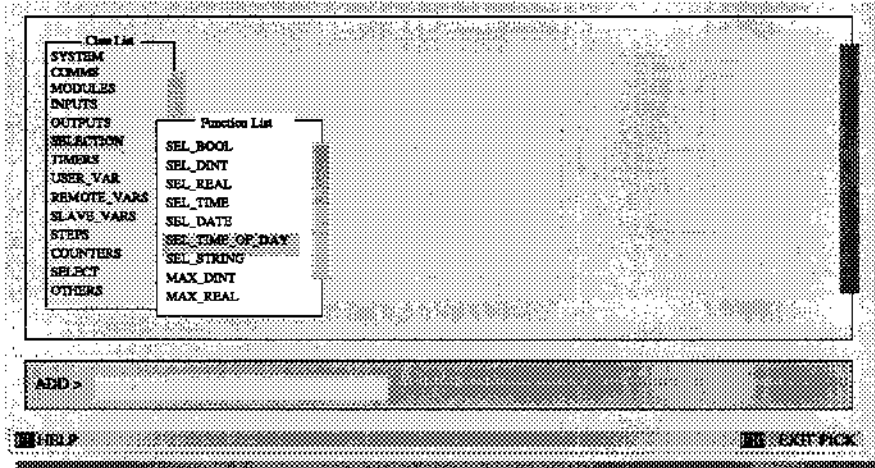 Class List
SYSTEM
COMMS
MODULES
INPUTS
OUTPUTS
SELECTION
TIMERS
USER_VAR
REMOTE_VARS
SLAVE_VARS
STEPS
COUNTERS
SELECT
OTHERS
Function List
SEL_BOOL
SEL_DINT
SEL_REAL
SEL_TIME
SEL_DATE
SEL_TIME_OF_DAY
SEL_STRING
MAX_DINT
MAX_REAL
ADD >
HELP
EXIT PICK